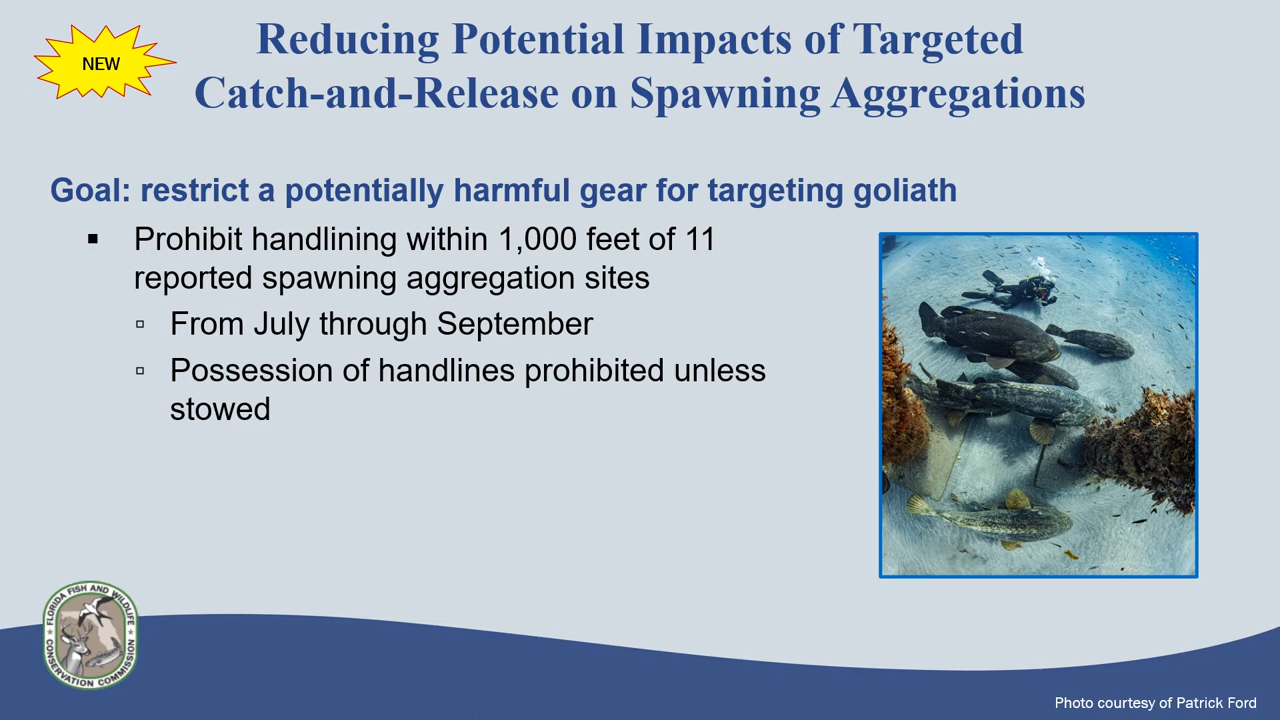 NEW
Reducing Potential Impacts of Targeted
Catch-and-Release on Spawning Aggregations
Goal: restrict a potentially harmful gear for targeting goliath
▪ Prohibit handlining within 1,000 feet of 11
reported spawning aggregation sites
▫ From July through September
▫ Possession of handlines prohibited unless
stowed
FLORIDA FISH AND WILDLIFE
CONSERVATION COMMISSION
Photo courtesy of Patrick Ford